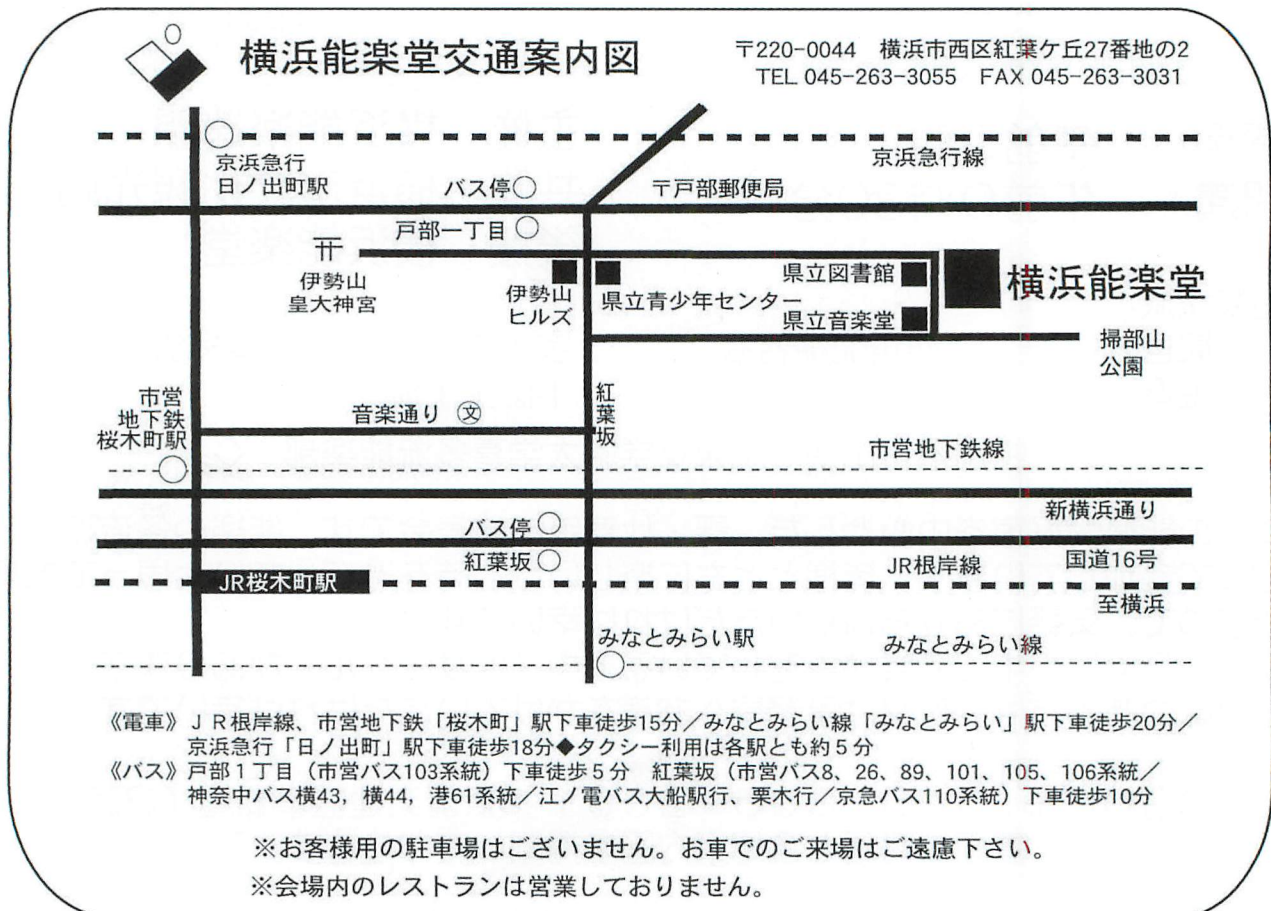 横浜能楽堂交通案内図
〒220-0044 横浜市西区紅葉ケ丘27番地の2
TEL 045-263-3055 FAX 045-263-3031
京浜急行
日ノ出町駅
京浜急行線
バス停
戸部一丁目
〒戸部郵便局
伊勢山
皇大神宮
伊勢山
ヒルズ
県立青少年センター
県立図書館
県立音楽堂
横浜能楽堂
掃部山
公園
市営
地下鉄
桜木町駅
音楽通り 文
紅葉坂
市営地下鉄線
新横浜通り
バス停
紅葉坂
JR根岸線
国道16号
JR桜木町駅
至横浜
みなとみらい駅
みなとみらい線
《電車》ＪＲ根岸線、市営地下鉄「桜木町」駅下車徒歩15分／みなとみらい線「みなとみらい」駅下車徒歩20分／
京浜急行「日ノ出町」駅下車徒歩18分◆タクシー利用は各駅とも約５分
《バス》戸部１丁目（市営バス103系統）下車徒歩５分 紅葉坂（市営バス8、26、89、101、105、106系統／
神奈中バス横43，横44，港61系統／江ノ電バス大船駅行、栗木行／京急バス110系統）下車徒歩10分
※お客様用の駐車場はございません。お車でのご来場はご遠慮下さい。
※会場内のレストランは営業しておりません。